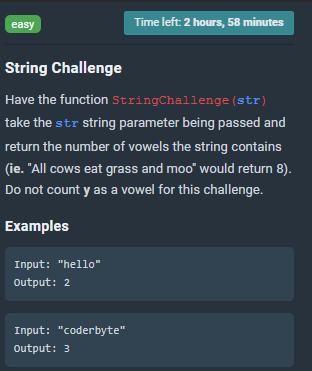 easy
Time left: 2 hours, 58 minutes
String Challenge
Have the function StringChallenge(str)
take the str string parameter being passed and
return the number of vowels the string contains
(ie. "All cows eat grass and moo" would return 8).
Do not count y as a vowel for this challenge.
Examples
Input: "hello"
Output: 2
Input: "coderbyte"
Output: 3